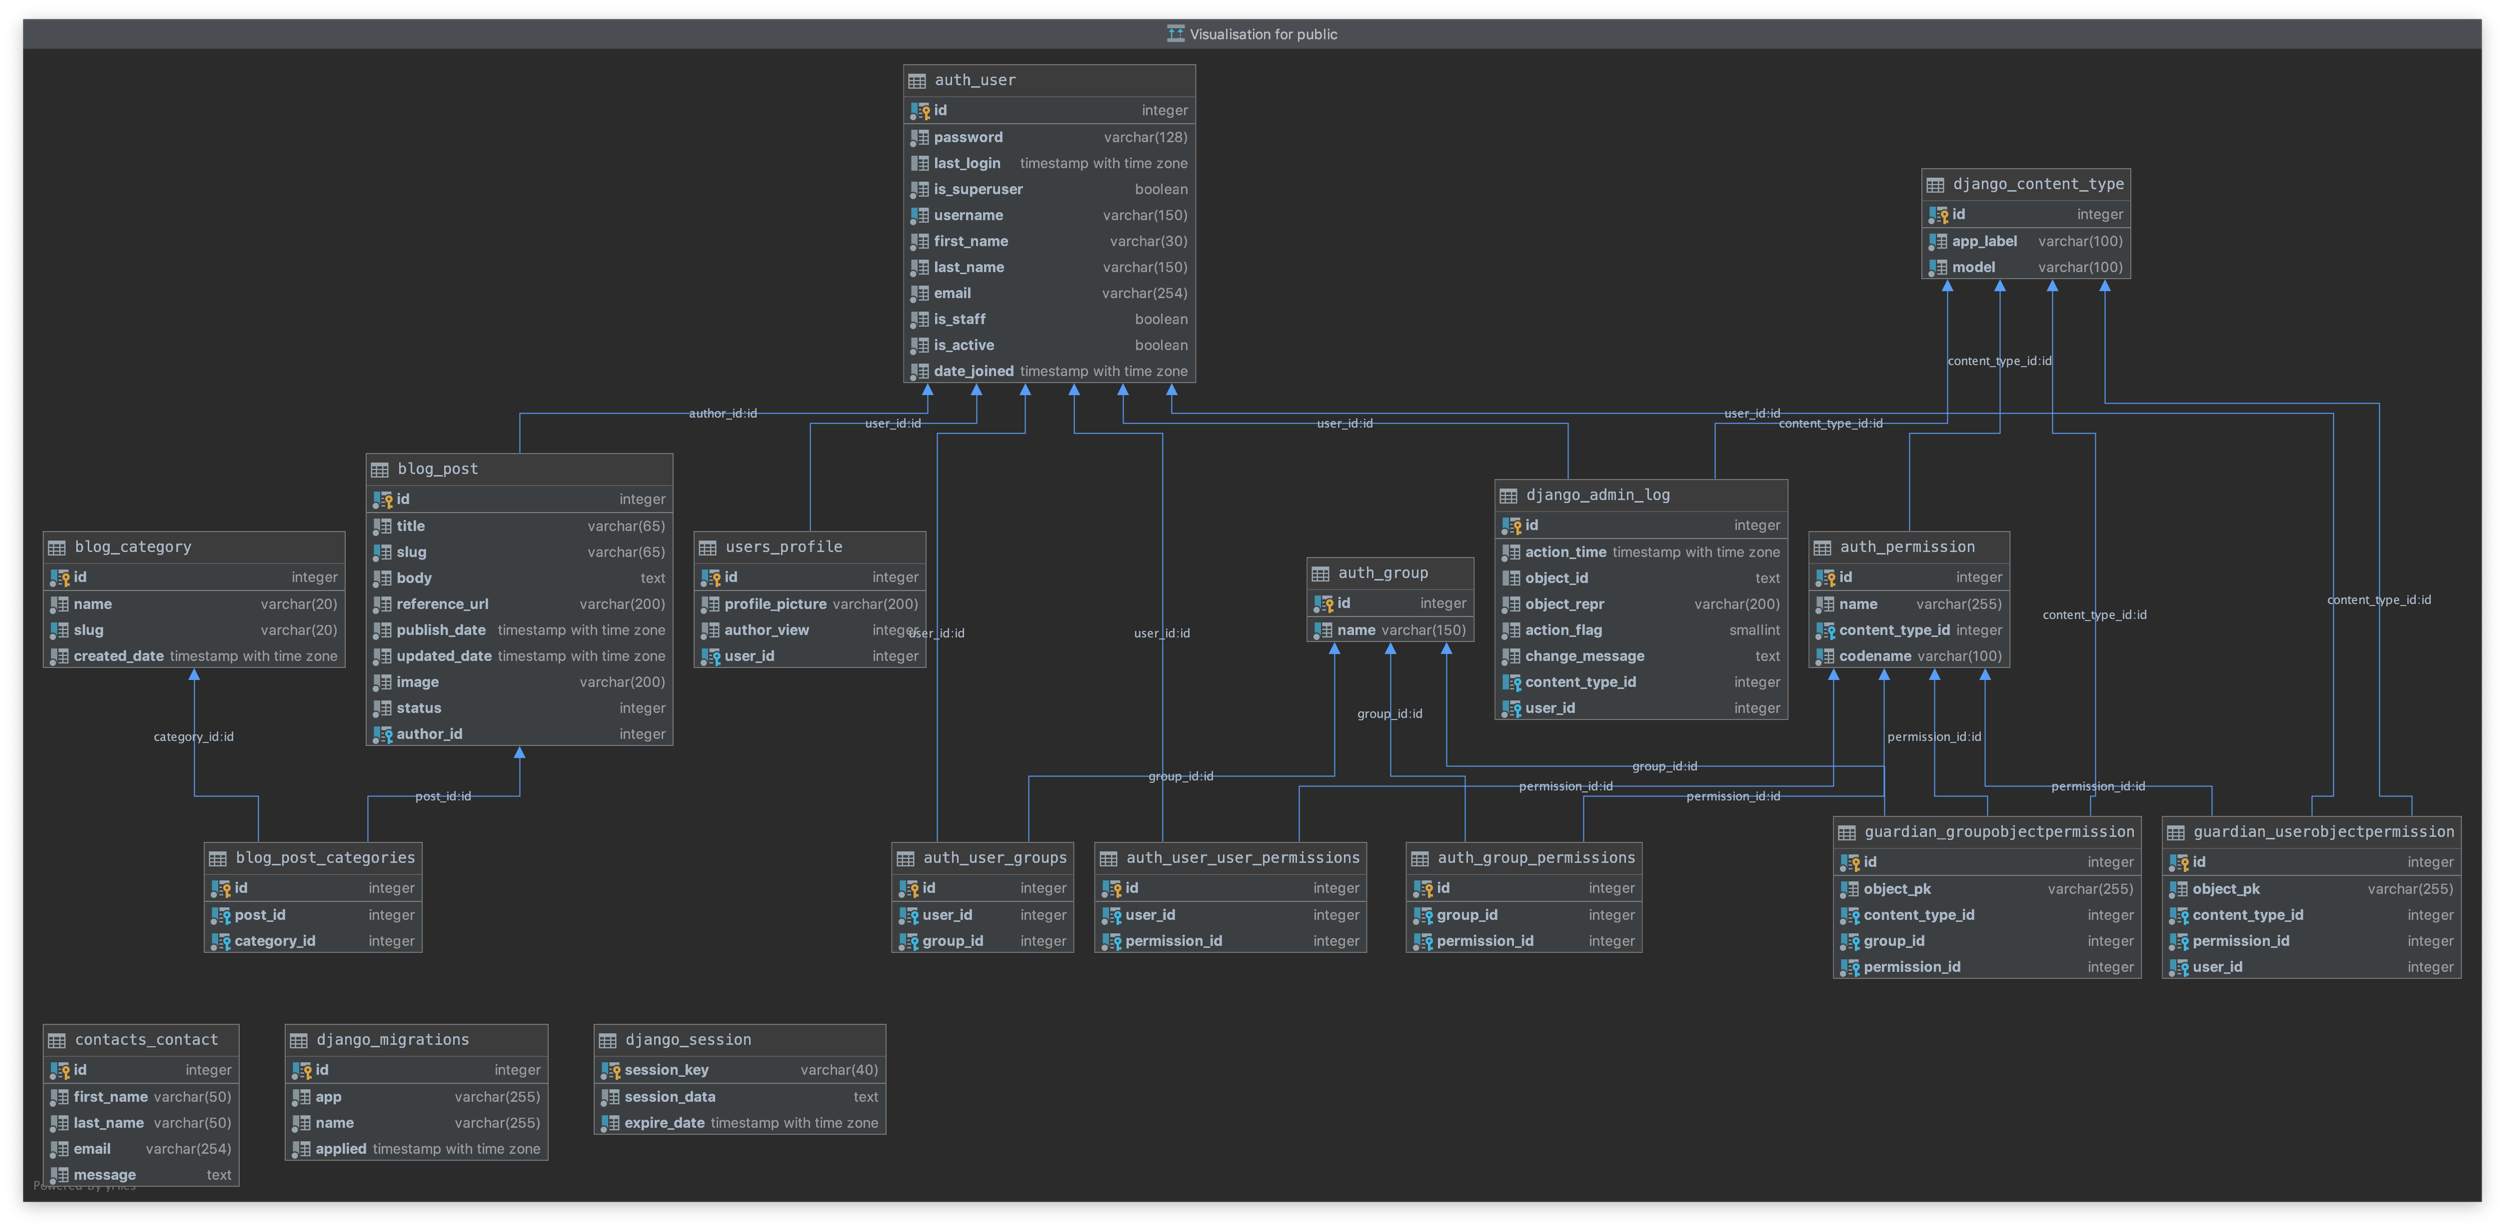 Visualisation for public
auth_user
id integer
password varchar(128)
last_login timestamp with time zone
is_superuser boolean
username varchar(150)
first_name varchar(30)
last_name varchar(150)
email varchar(254)
is_staff boolean
is_active boolean
date_joined timestamp with time zone
django_content_type
id integer
app_label varchar(100)
model varchar(100)
content_type_id:id
author_id:id
user_id:id
user_id:id
user_id:id
content_type_id:id
blog_post
id integer
title varchar(65)
slug varchar(65)
body text
reference_url varchar(200)
publish_date timestamp with time zone
updated_date timestamp with time zone
image varchar(200)
status integer
author_id integer
blog_category
id integer
name varchar(20)
slug varchar(20)
created_date timestamp with time zone
users_profile
id integer
profile_picture varchar(200)
author_view integer
user_id integer
user_id:id
user_id:id
auth_group
id integer
name varchar(150)
django_admin_log
id integer
action_time timestamp with time zone
object_id text
object_repr varchar(200)
action_flag smallint
change_message text
content_type_id integer
user_id integer
auth_permission
id integer
name varchar(255)
content_type_id integer
codename varchar(100)
content_type_id:id
content_type_id:id
category_id:id
post_id:id
group_id:id
group_id:id
group_id:id
permission_id:id
permission_id:id
permission_id:id
permission_id:id
blog_post_categories
id integer
post_id integer
category_id integer
auth_user_groups
id integer
user_id integer
group_id integer
auth_user_user_permissions
id integer
user_id integer
permission_id integer
auth_group_permissions
id integer
group_id integer
permission_id integer
guardian_groupobjectpermission
id integer
object_pk varchar(255)
content_type_id integer
group_id integer
permission_id integer
guardian_userobjectpermission
id integer
object_pk varchar(255)
content_type_id integer
permission_id integer
user_id integer
contacts_contact
id integer
first_name varchar(50)
last_name varchar(50)
email varchar(254)
message text
django_migrations
id integer
app varchar(255)
name varchar(255)
applied timestamp with time zone
django_session
session_key varchar(40)
session_data text
expire_date timestamp with time zone
Powered by yFiles